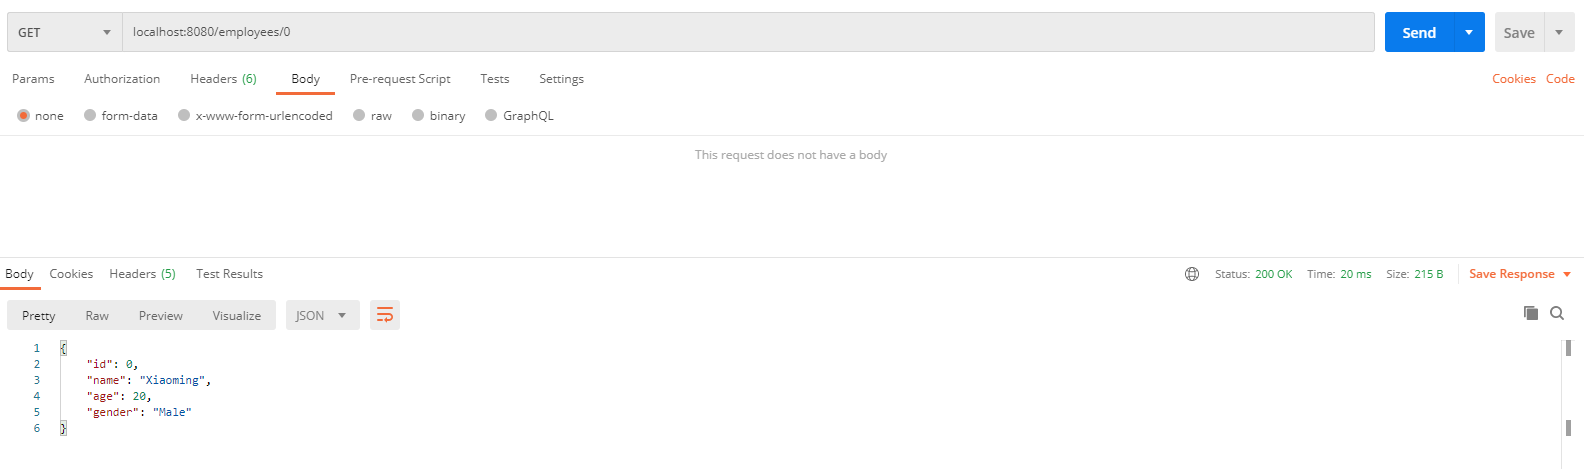 GET localhost:8080/employees/0 Send Save
Params Authorization Headers (6) Body Pre-request Script Tests Settings Cookies Code
none form-data x-www-form-urlencoded raw binary GraphQL
This request does not have a body
Body Cookies Headers (5) Test Results Status: 200 OK Time: 20 ms Size: 215 B Save Response
Pretty Raw Preview Visualize JSON
1 {
2 "id": 0,
3 "name": "Xiaoming",
4 "age": 20,
5 "gender": "Male"
6 }